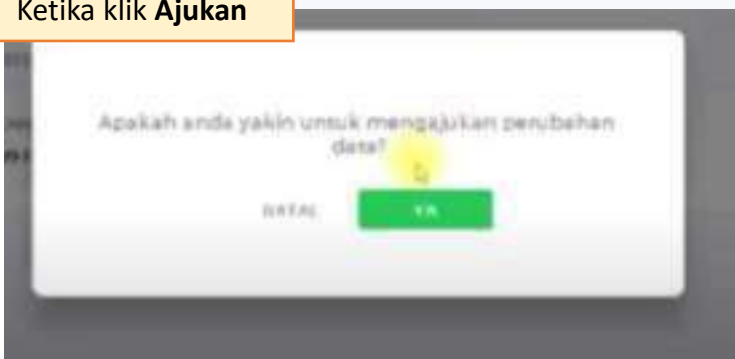 Ketika klik Ajukan
Apakah anda yakin untuk mengajukan perubahan
data?
BATAL YA